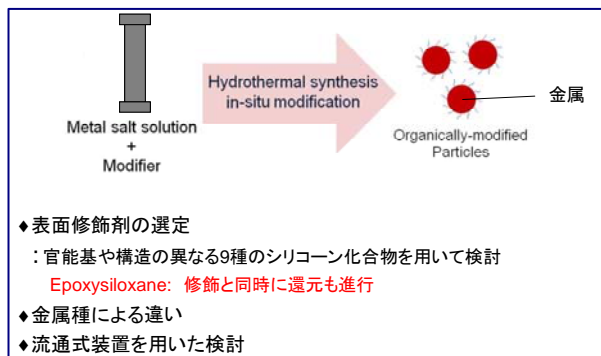 Hydrothermal synthesis
in-situ modification
金属
Metal salt solution
+
Modifier
Organically-modified
Particles
♦表面修飾剤の選定
：官能基や構造の異なる9種のシリコーン化合物を用いて検討
Epoxysiloxane: 修飾と同時に還元も進行
♦金属種による違い
♦流通式装置を用いた検討